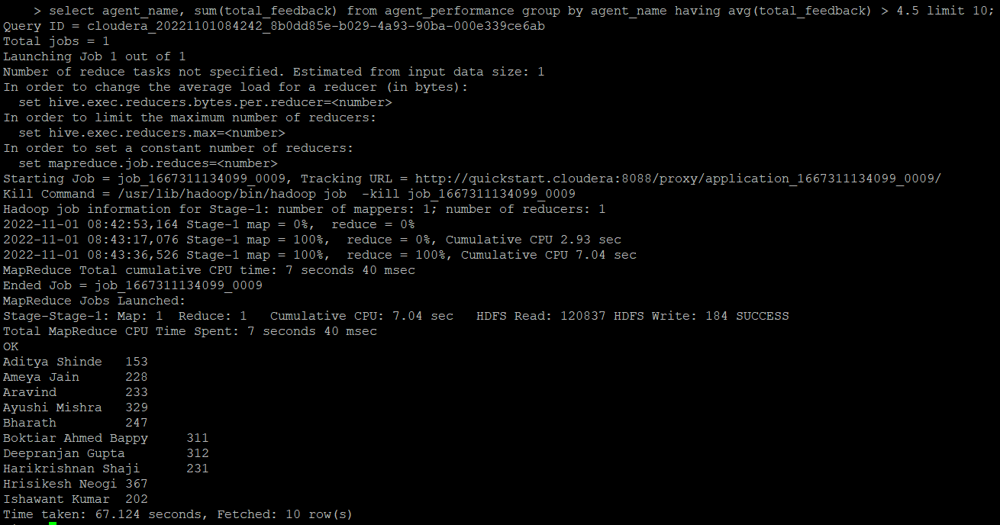 > select agent_name, sum(total_feedback) from agent_performance group by agent_name having avg(total_feedback) > 4.5 limit 10;
Query ID = cloudera_20221101084242_8b0dd85e-b029-4a93-90ba-000e339ce6ab
Total jobs = 1
Launching Job 1 out of 1
Number of reduce tasks not specified. Estimated from input data size: 1
In order to change the average load for a reducer (in bytes):
  set hive.exec.reducers.bytes.per.reducer=<number>
In order to limit the maximum number of reducers:
  set hive.exec.reducers.max=<number>
In order to set a constant number of reducers:
  set mapreduce.job.reduces=<number>
Starting Job = job_1667311134099_0009, Tracking URL = http://quickstart.cloudera:8088/proxy/application_1667311134099_0009/
Kill Command = /usr/lib/hadoop/bin/hadoop job  -kill job_1667311134099_0009
Hadoop job information for Stage-1: number of mappers: 1; number of reducers: 1
2022-11-01 08:42:53,164 Stage-1 map = 0%,  reduce = 0%
2022-11-01 08:43:17,076 Stage-1 map = 100%,  reduce = 0%, Cumulative CPU 2.93 sec
2022-11-01 08:43:36,526 Stage-1 map = 100%,  reduce = 100%, Cumulative CPU 7.04 sec
MapReduce Total cumulative CPU time: 7 seconds 40 msec
Ended Job = job_1667311134099_0009
MapReduce Jobs Launched:
Stage-Stage-1: Map: 1  Reduce: 1   Cumulative CPU: 7.04 sec   HDFS Read: 120837 HDFS Write: 184 SUCCESS
Total MapReduce CPU Time Spent: 7 seconds 40 msec
OK
Aditya Shinde   153
Ameya Jain      228
Aravind         233
Ayushi Mishra   329
Bharath         247
Boktiar Ahmed Bappy     311
Deepranjan Gupta        312
Harikrishnan Shaji      231
Hrisikesh Neogi 367
Ishawant Kumar  202
Time taken: 67.124 seconds, Fetched: 10 row(s)